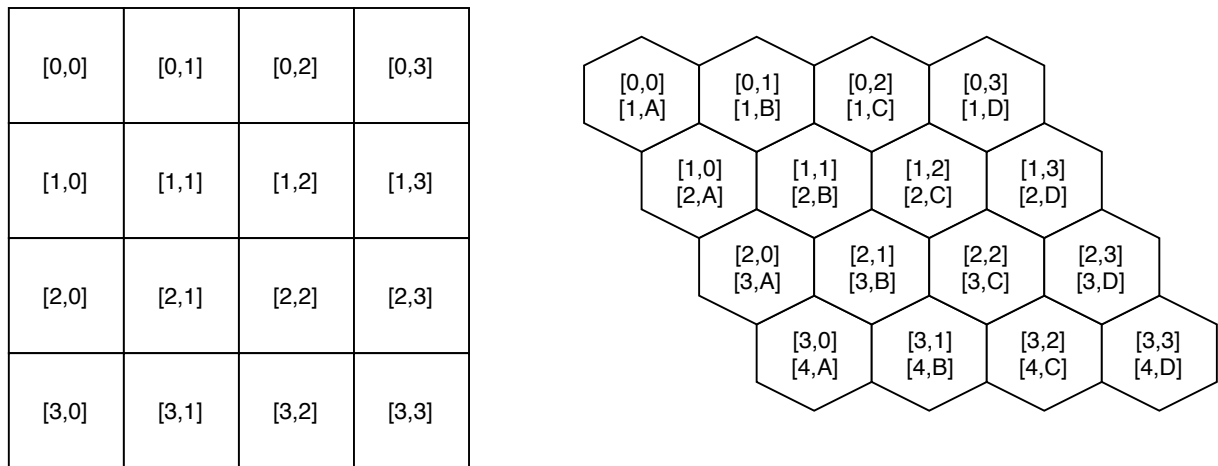 [0,0] [0,1] [0,2] [0,3]
[1,0] [1,1] [1,2] [1,3]
[2,0] [2,1] [2,2] [2,3]
[3,0] [3,1] [3,2] [3,3]
[0,0] [0,1] [0,2] [0,3]
[1,A] [1,B] [1,C] [1,D]
[1,0] [1,1] [1,2] [1,3]
[2,A] [2,B] [2,C] [2,D]
[2,0] [2,1] [2,2] [2,3]
[3,A] [3,B] [3,C] [3,D]
[3,0] [3,1] [3,2] [3,3]
[4,A] [4,B] [4,C] [4,D]